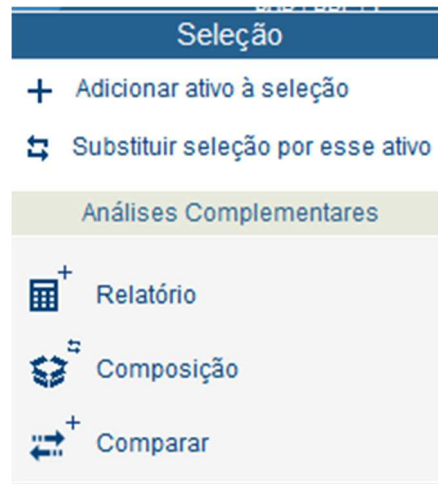 Seleção
Adicionar ativo à seleção
Substituir seleção por esse ativo
Análises Complementares
Relatório
Composição
Comparar